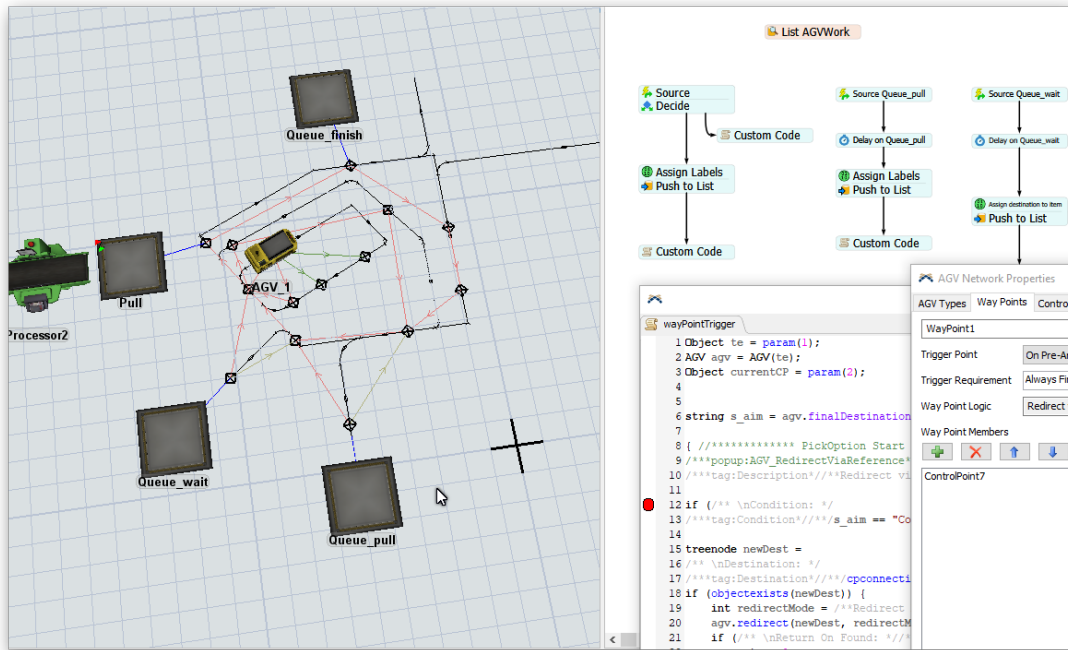 Queue_finish
AGV_1
Pull
Processor2
Queue_wait
Queue_pull
List AGVWork
Source
Decide
Custom Code
Assign Labels
Push to List
Custom Code
Source Queue_pull
Delay on Queue_pull
Assign Labels
Push to List
Custom Code
Source Queue_wait
Delay on Queue_wait
Assign destination to item
Push to List
wayPointTrigger
1 Object te = param(1);
2 AGV agv = AGV(te);
3 Object currentCP = param(2);
4
5
6 string s_aim = agv.finalDestination
7
8 { //************* PickOption Start
9 /***popup:AGV_RedirectViaReference*
10 /***tag:Description*//**Redirect vi
11
12 if (/** \nCondition: */
13 /***tag:Condition*//**/s_aim == "Co
14
15 treenode newDest =
16 /** \nDestination: */
17 /***tag:Destination*//**/cpconnecti
18 if (objectexists(newDest)) {
19 int redirectMode = /**Redirect
20 agv.redirect(newDest, redirectM
21 if (/** \nReturn On Found: *//*
AGV Network Properties
AGV Types Way Points Contro
WayPoint1
Trigger Point On Pre-Ar
Trigger Requirement Always Fir
Way Point Logic Redirect
Way Point Members
ControlPoint7